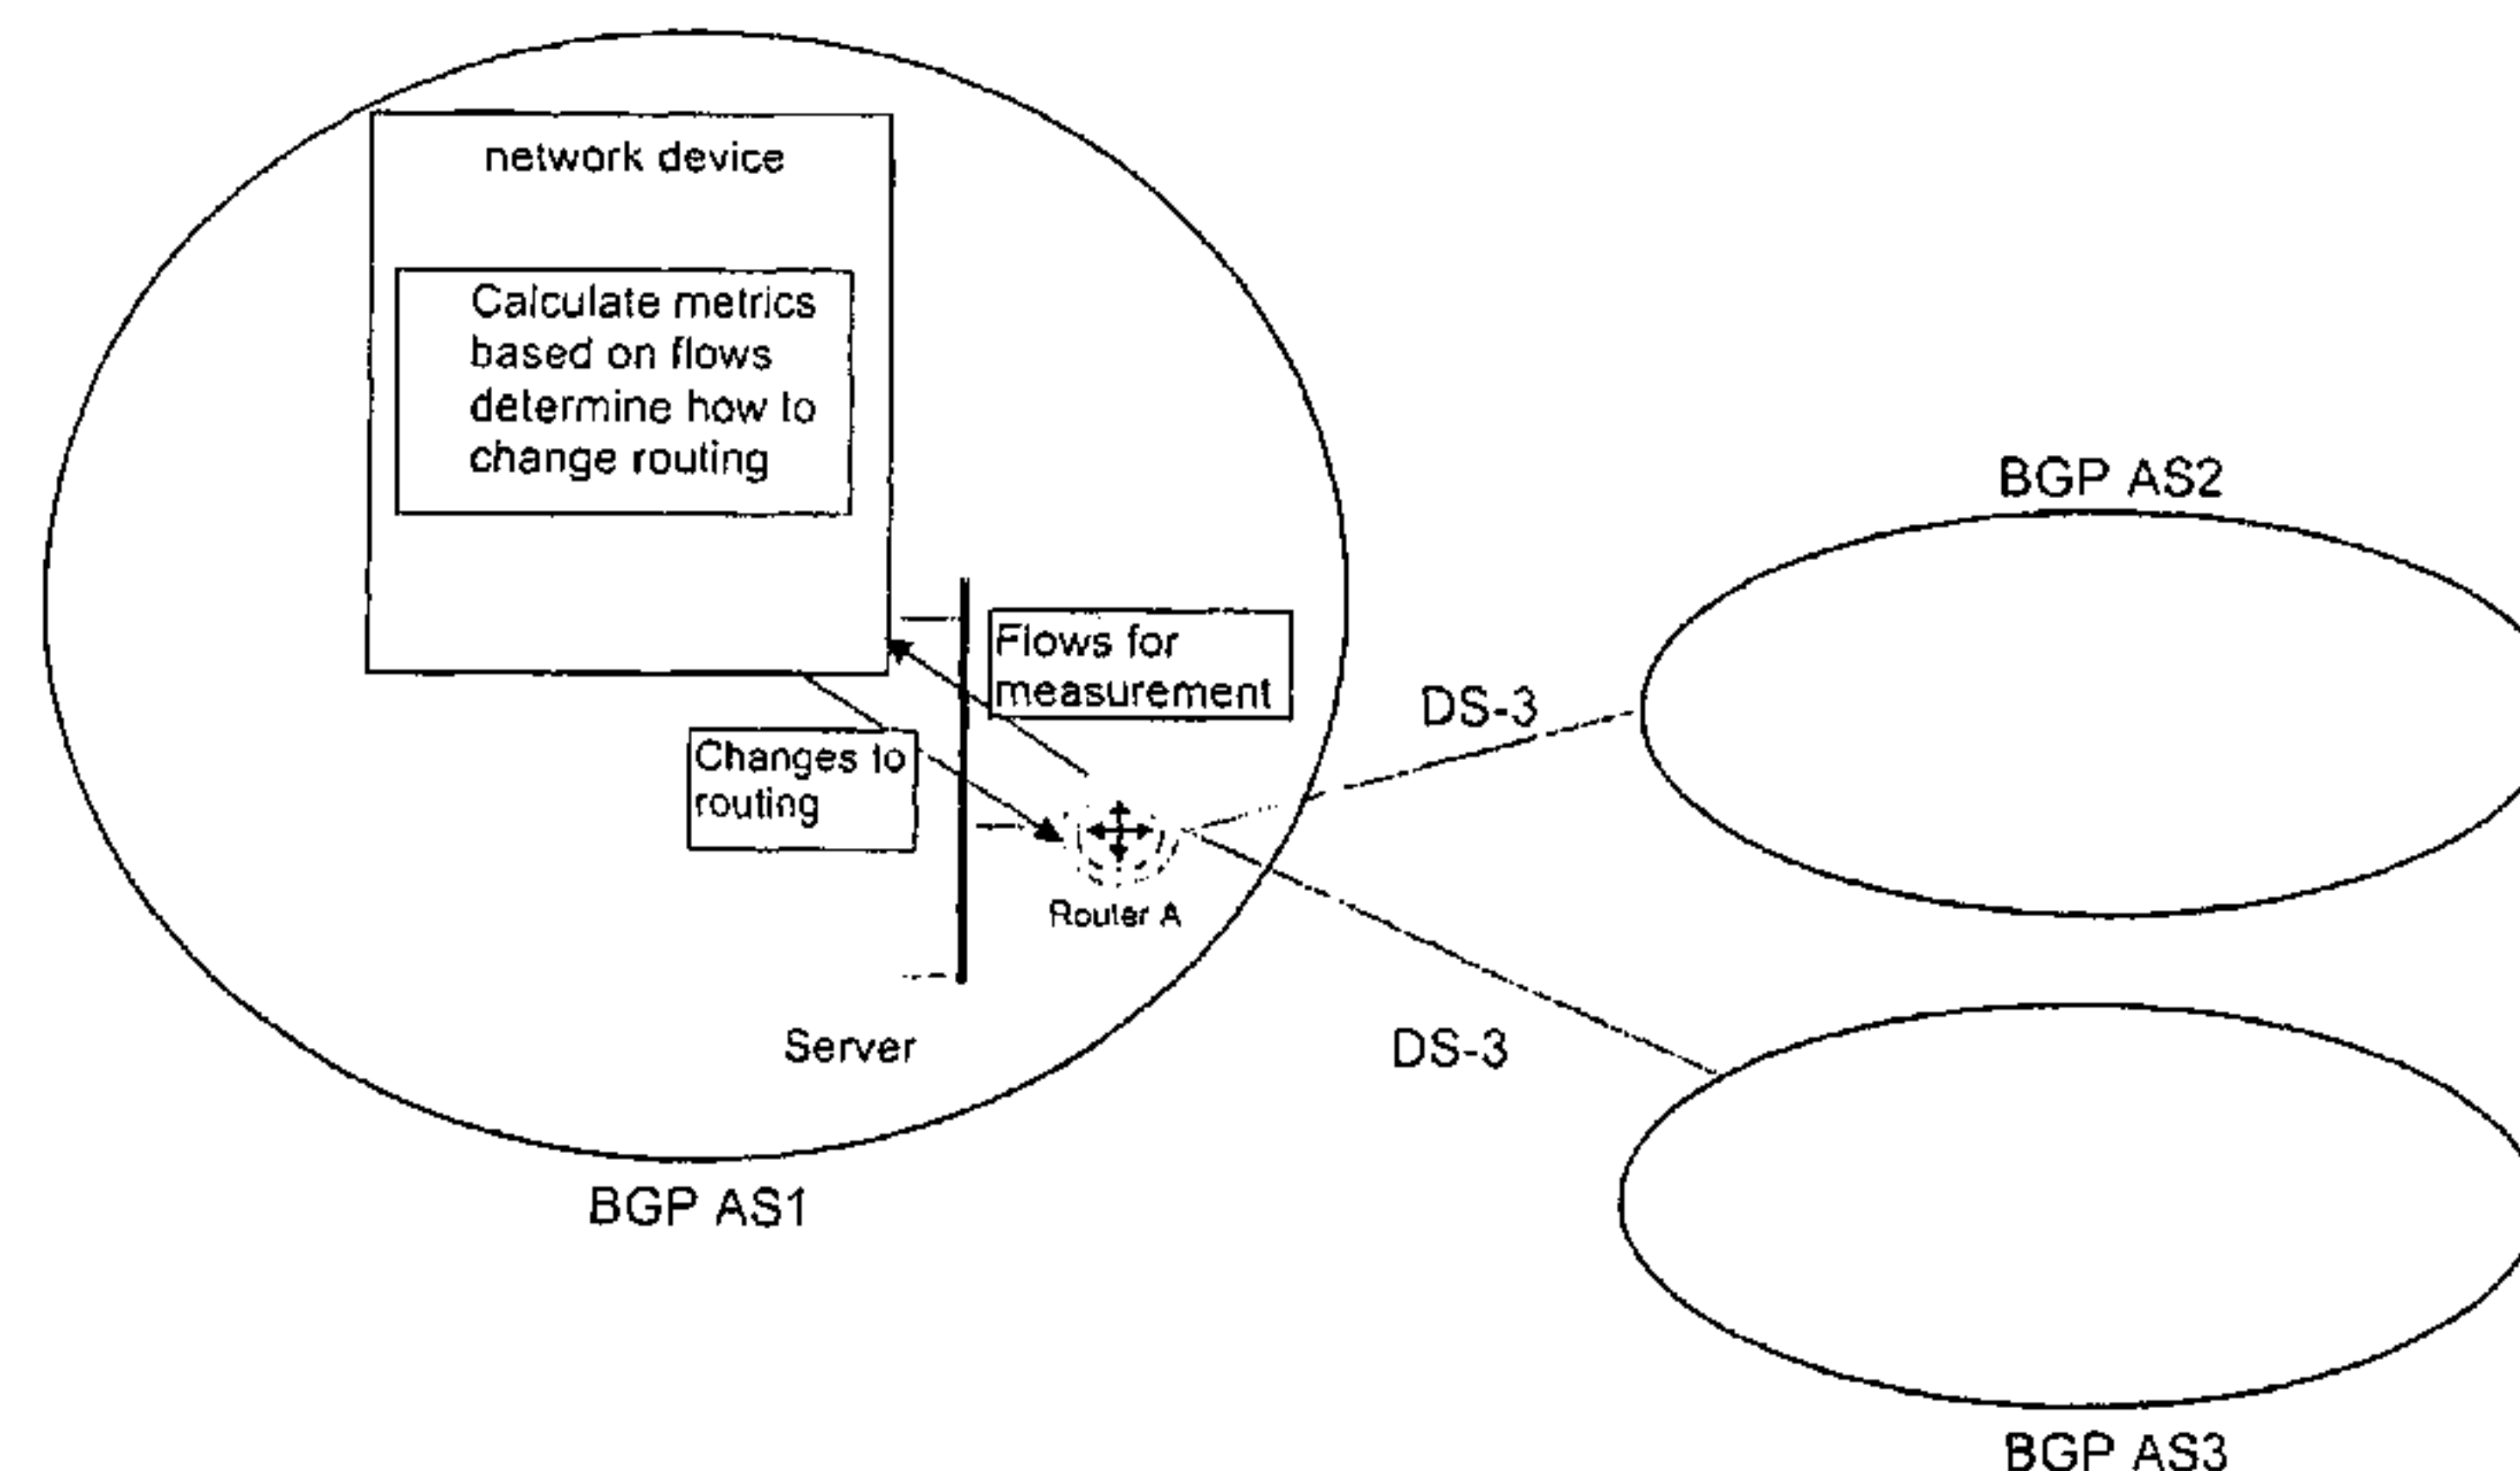 network device
Calculate metrics
based on flows
determine how to
change routing
BGP AS2
Flows for
measurement
DS-3
Changes to
routing
Router A
Server
DS-3
BGP AS1
BGP AS3